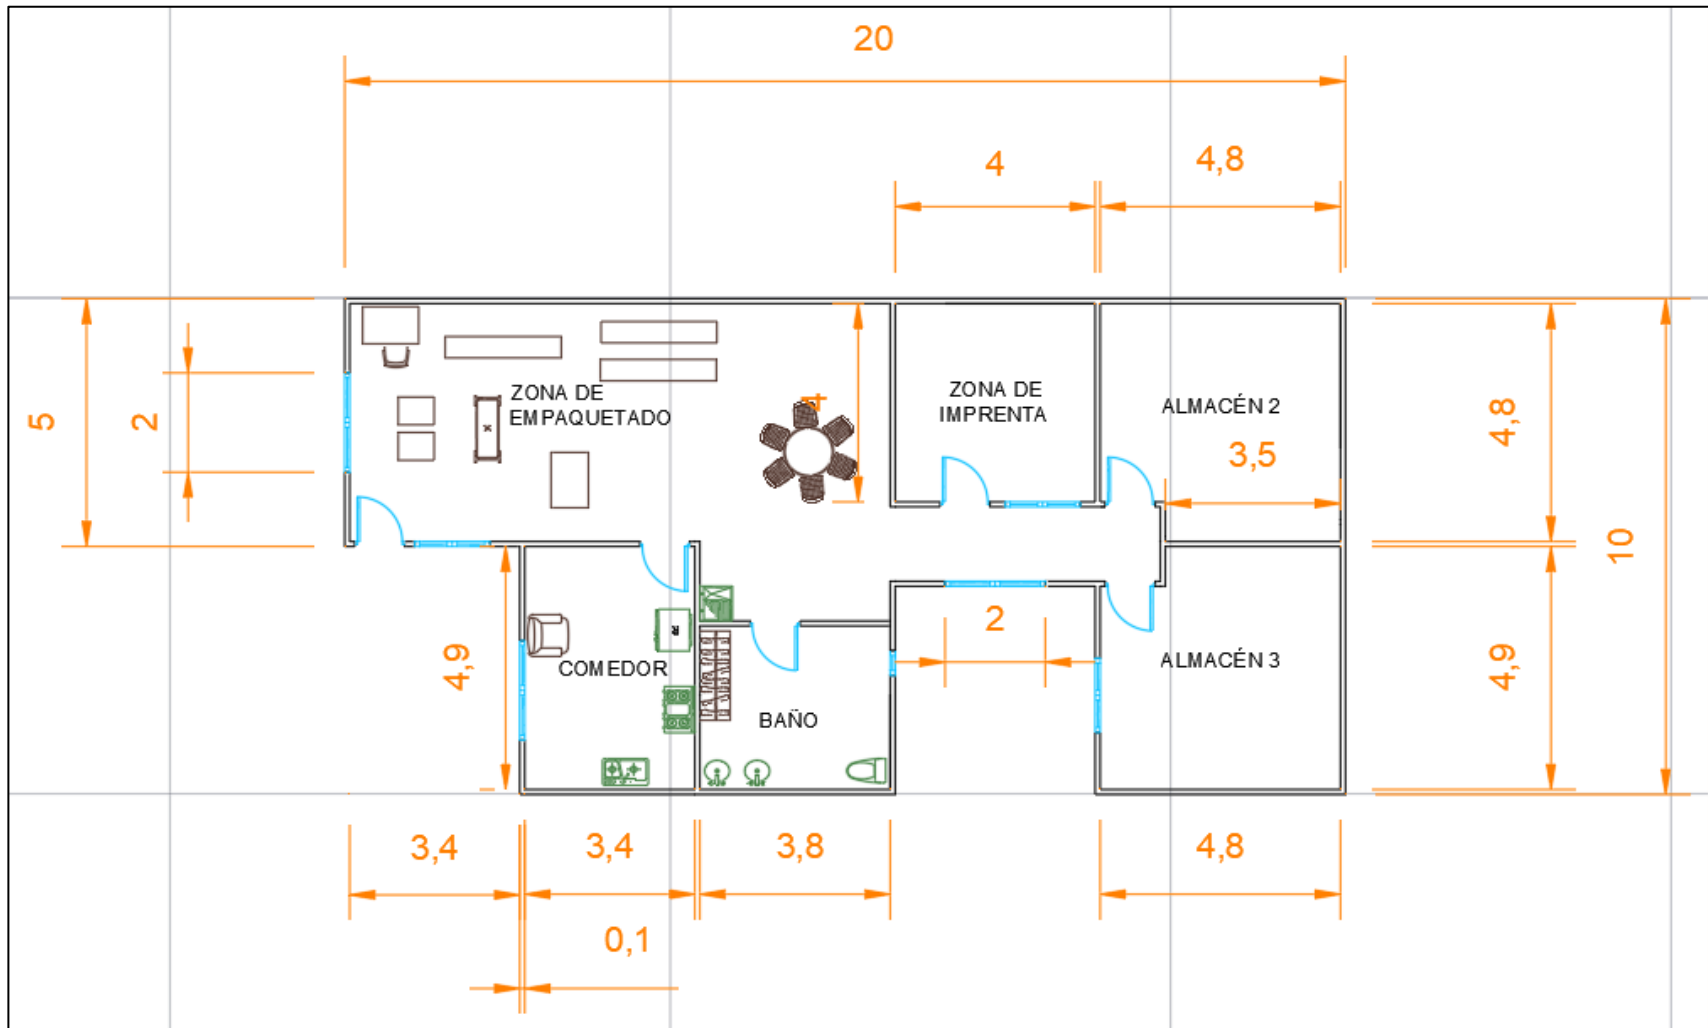 20
4
4,8
5
2
ZONA DE
EMPAQUETADO
4
ZONA DE
IMPRENTA
ALMACÉN 2
3,5
4,8
10
4,9
COMEDOR
BAÑO
2
ALMACÉN 3
4,9
3,4
3,4
3,8
4,8
0,1